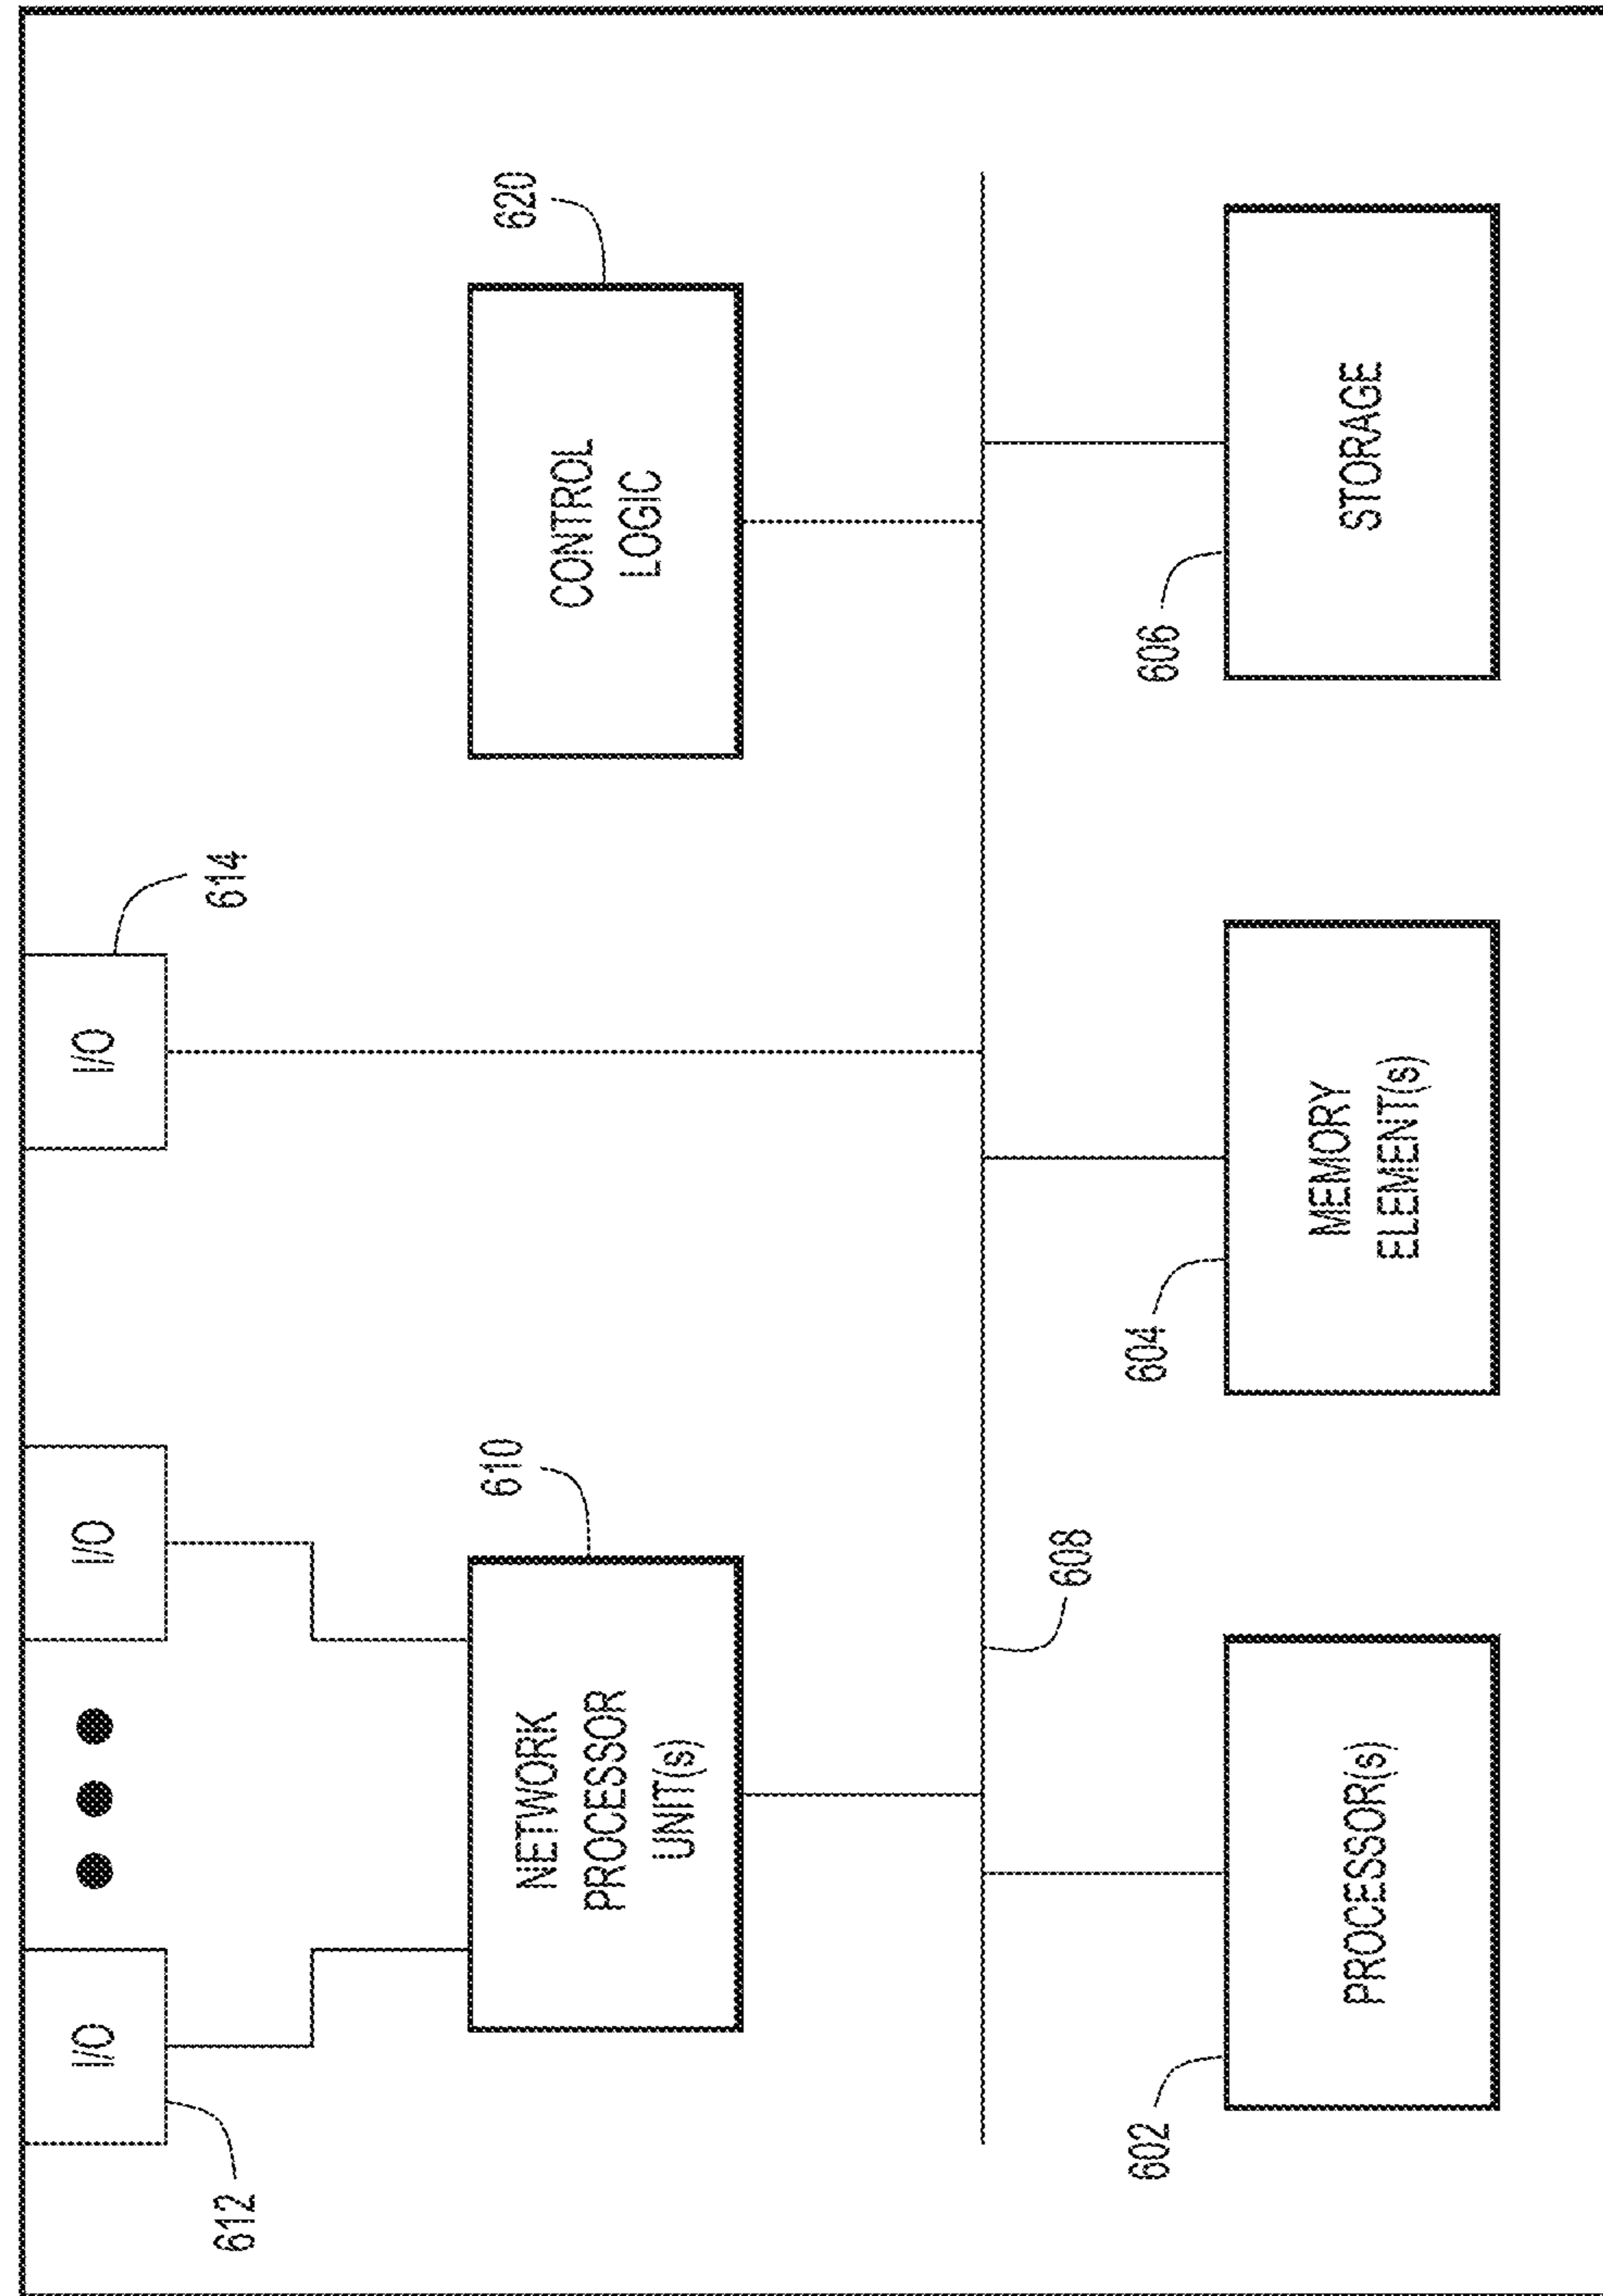 I/O
I/O
I/O
612
614
610
620
NETWORK
PROCESSOR
UNIT(s)
CONTROL
LOGIC
608
602
604
606
PROCESSOR(s)
MEMORY
ELEMENT(s)
STORAGE